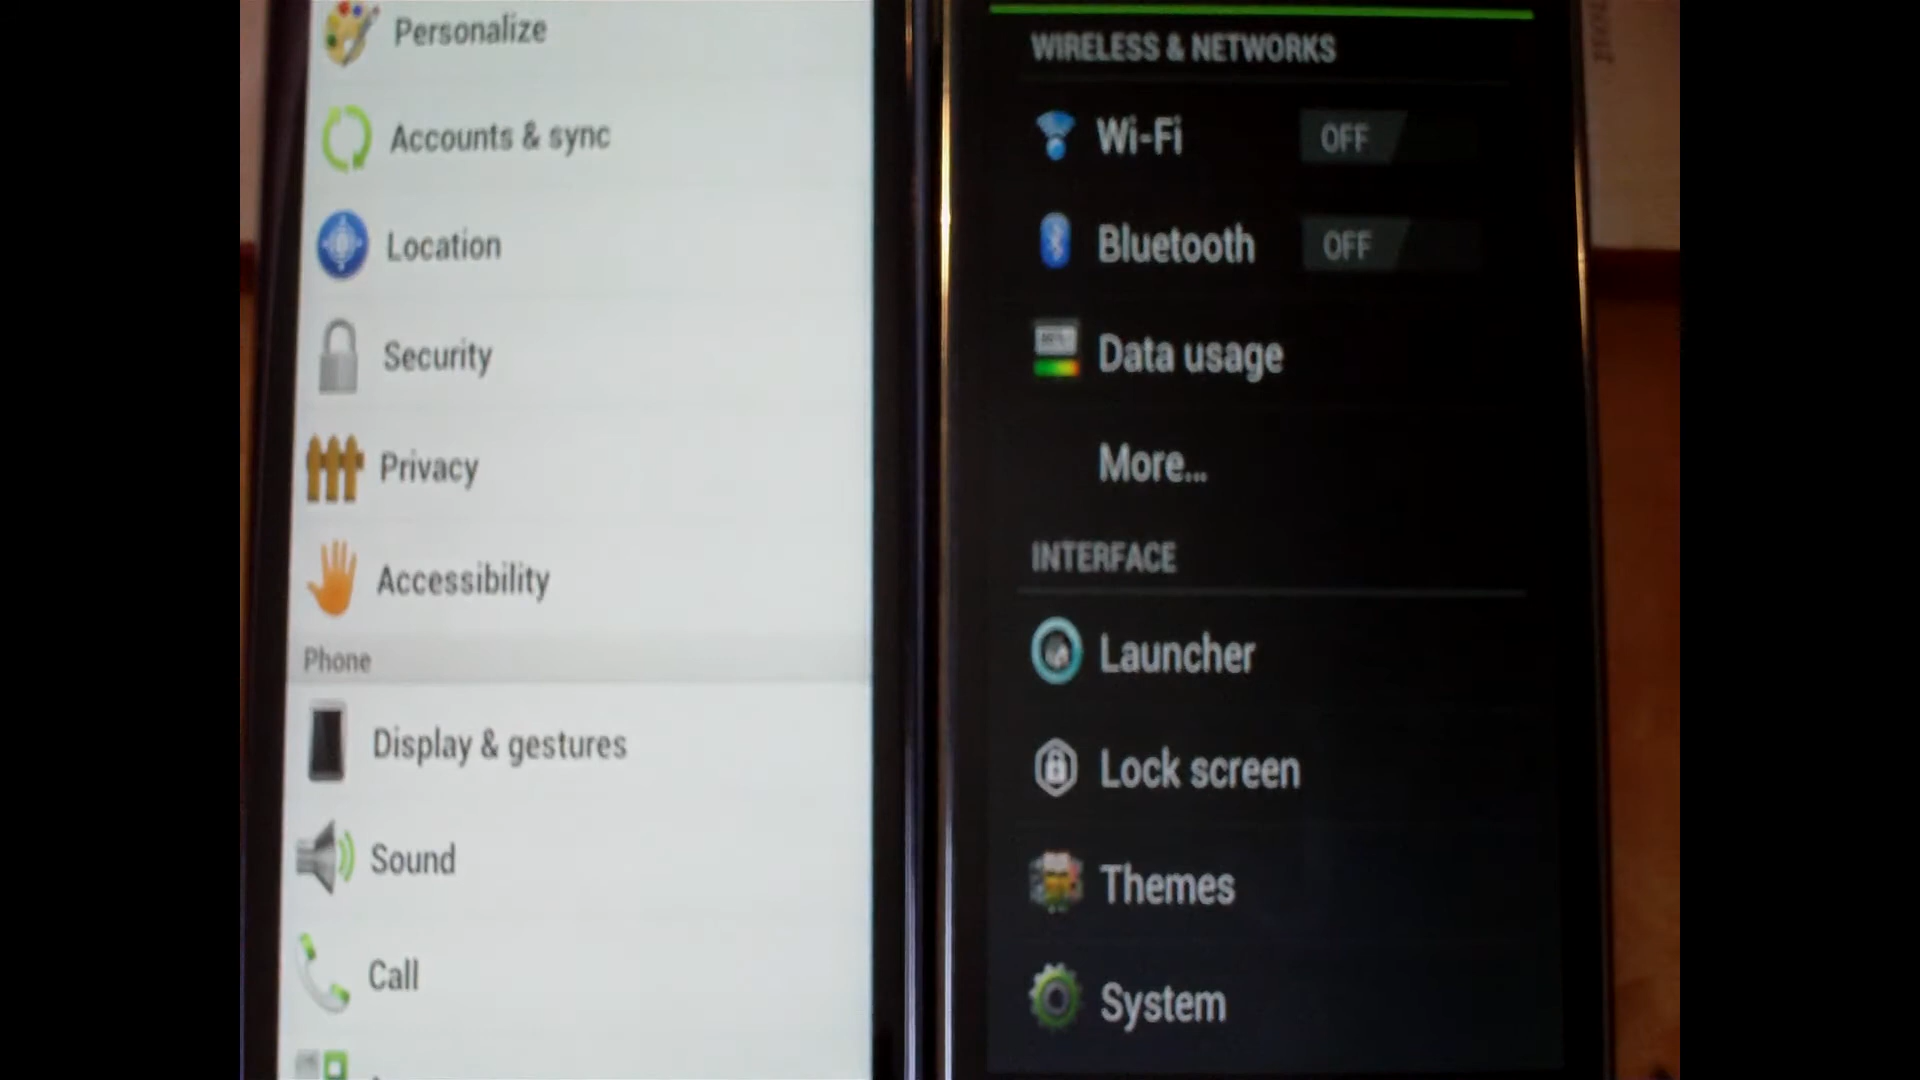 Personalize
Accounts & sync
Location
Security
Privacy
Accessibility
Phone
Display & gestures
Sound
Call
WIRELESS & NETWORKS
Wi-Fi OFF
Bluetooth OFF
Data usage
More...
INTERFACE
Launcher
Lock screen
Themes
System